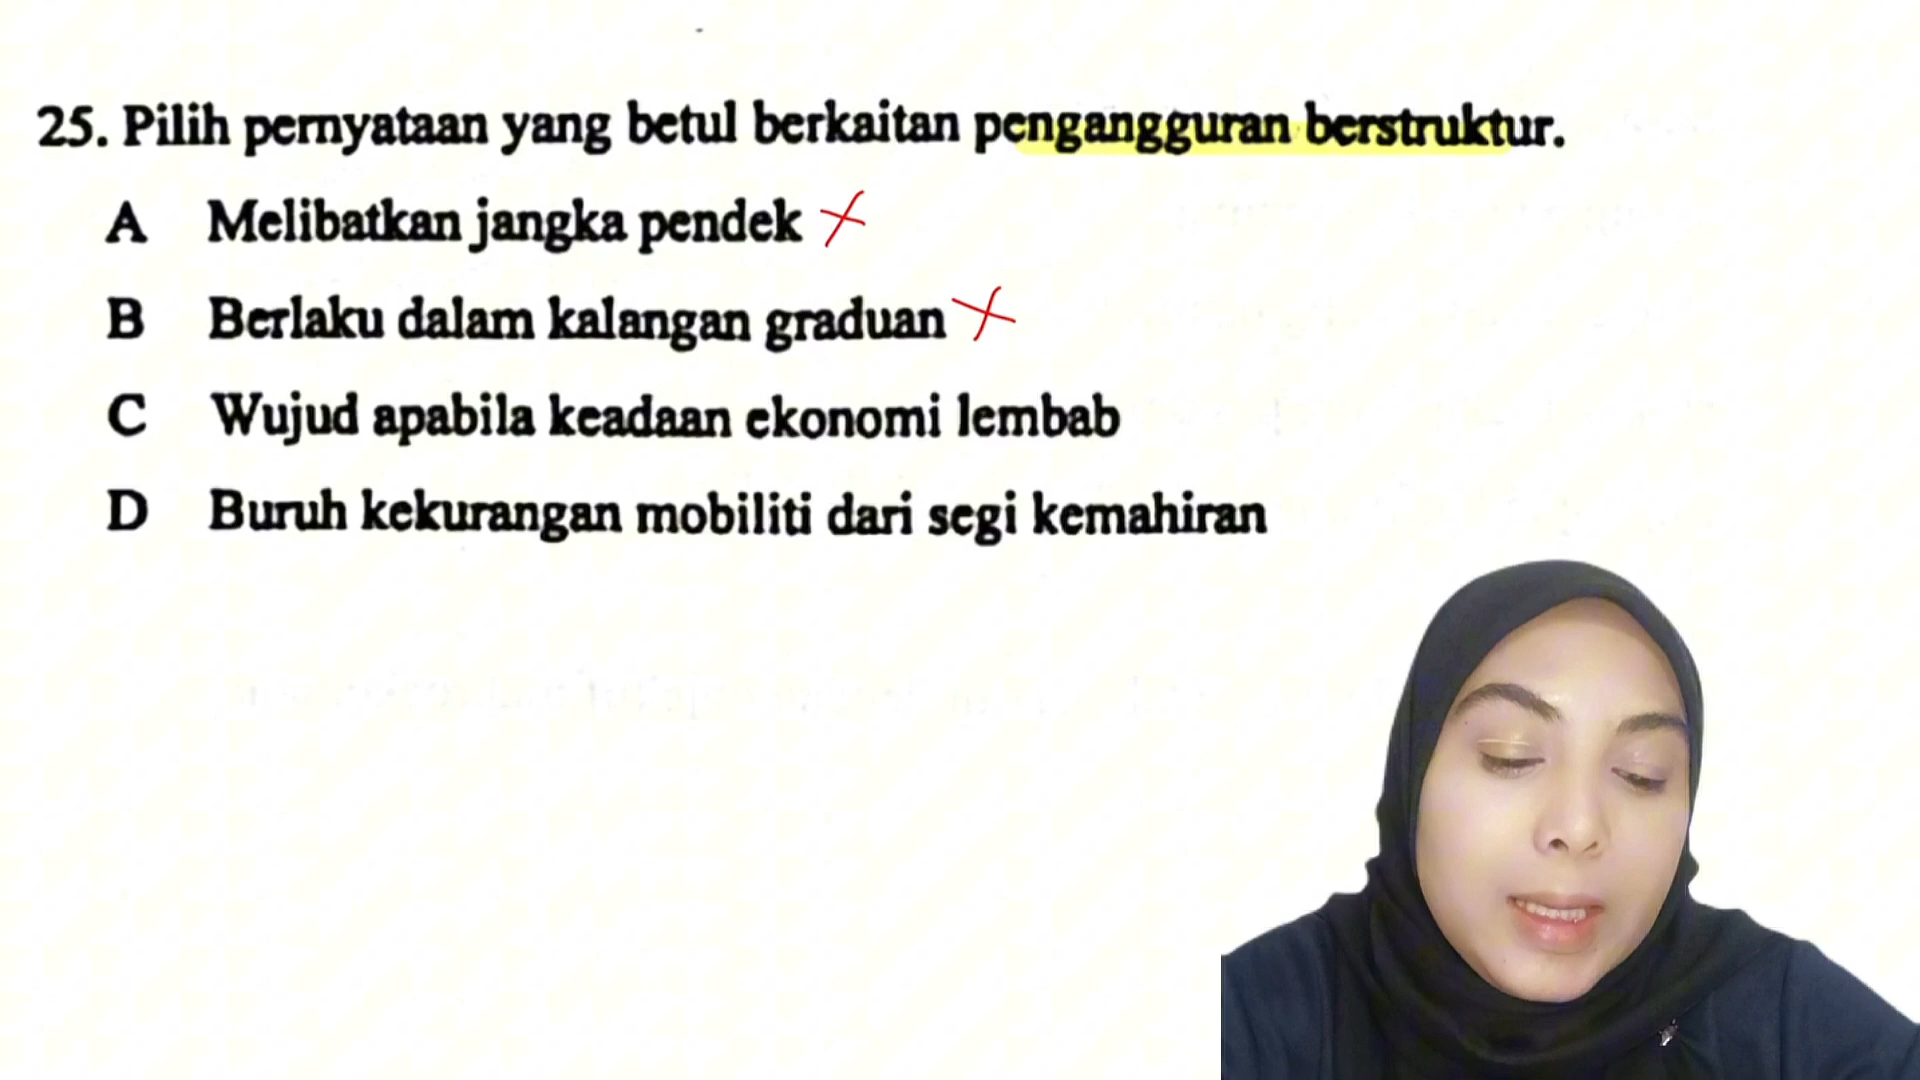 25. Pilih pernyataan yang betul berkaitan pengangguran berstruktur.
A Melibatkan jangka pendek
B Berlaku dalam kalangan graduan
C Wujud apabila keadaan ekonomi lembab
D Buruh kekurangan mobiliti dari segi kemahiran